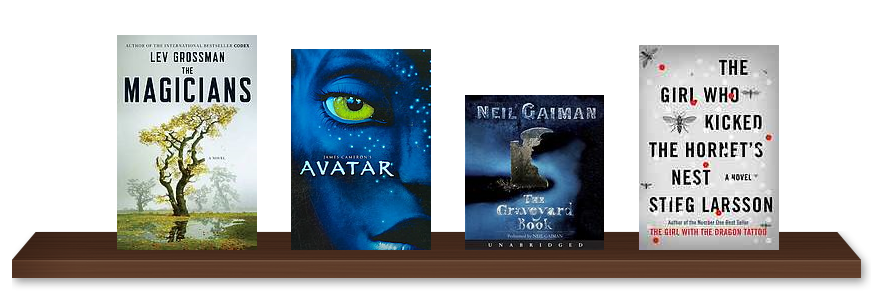 AUTHOR OF THE INTERNATIONAL BESTSELLER CODEX
LEV GROSSMAN
THE
MAGICIANS
A NOVEL
JAMES CAMERON'S
AVATAR
NEIL GAIMAN
THE
GRAVEYARD
BOOK
Performed by NEIL GAIMAN
UNABRIDGED
THE
GIRL WHO
KICKED
THE HORNET'S
NEST
A NOVEL
STIEG LARSSON
Author of the Number One Best Seller
THE GIRL WITH THE DRAGON TATTOO